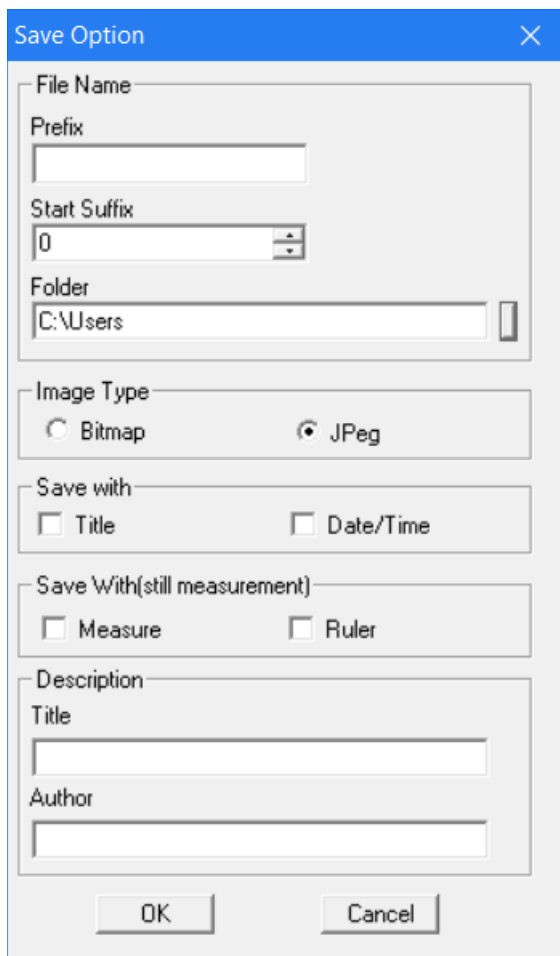 Save Option
File Name
Prefix
Start Suffix
0
Folder
C:\Users
Image Type
Bitmap JPeg
Save with
Title Date/Time
Save With(still measurement)
Measure Ruler
Description
Title
Author
OK Cancel